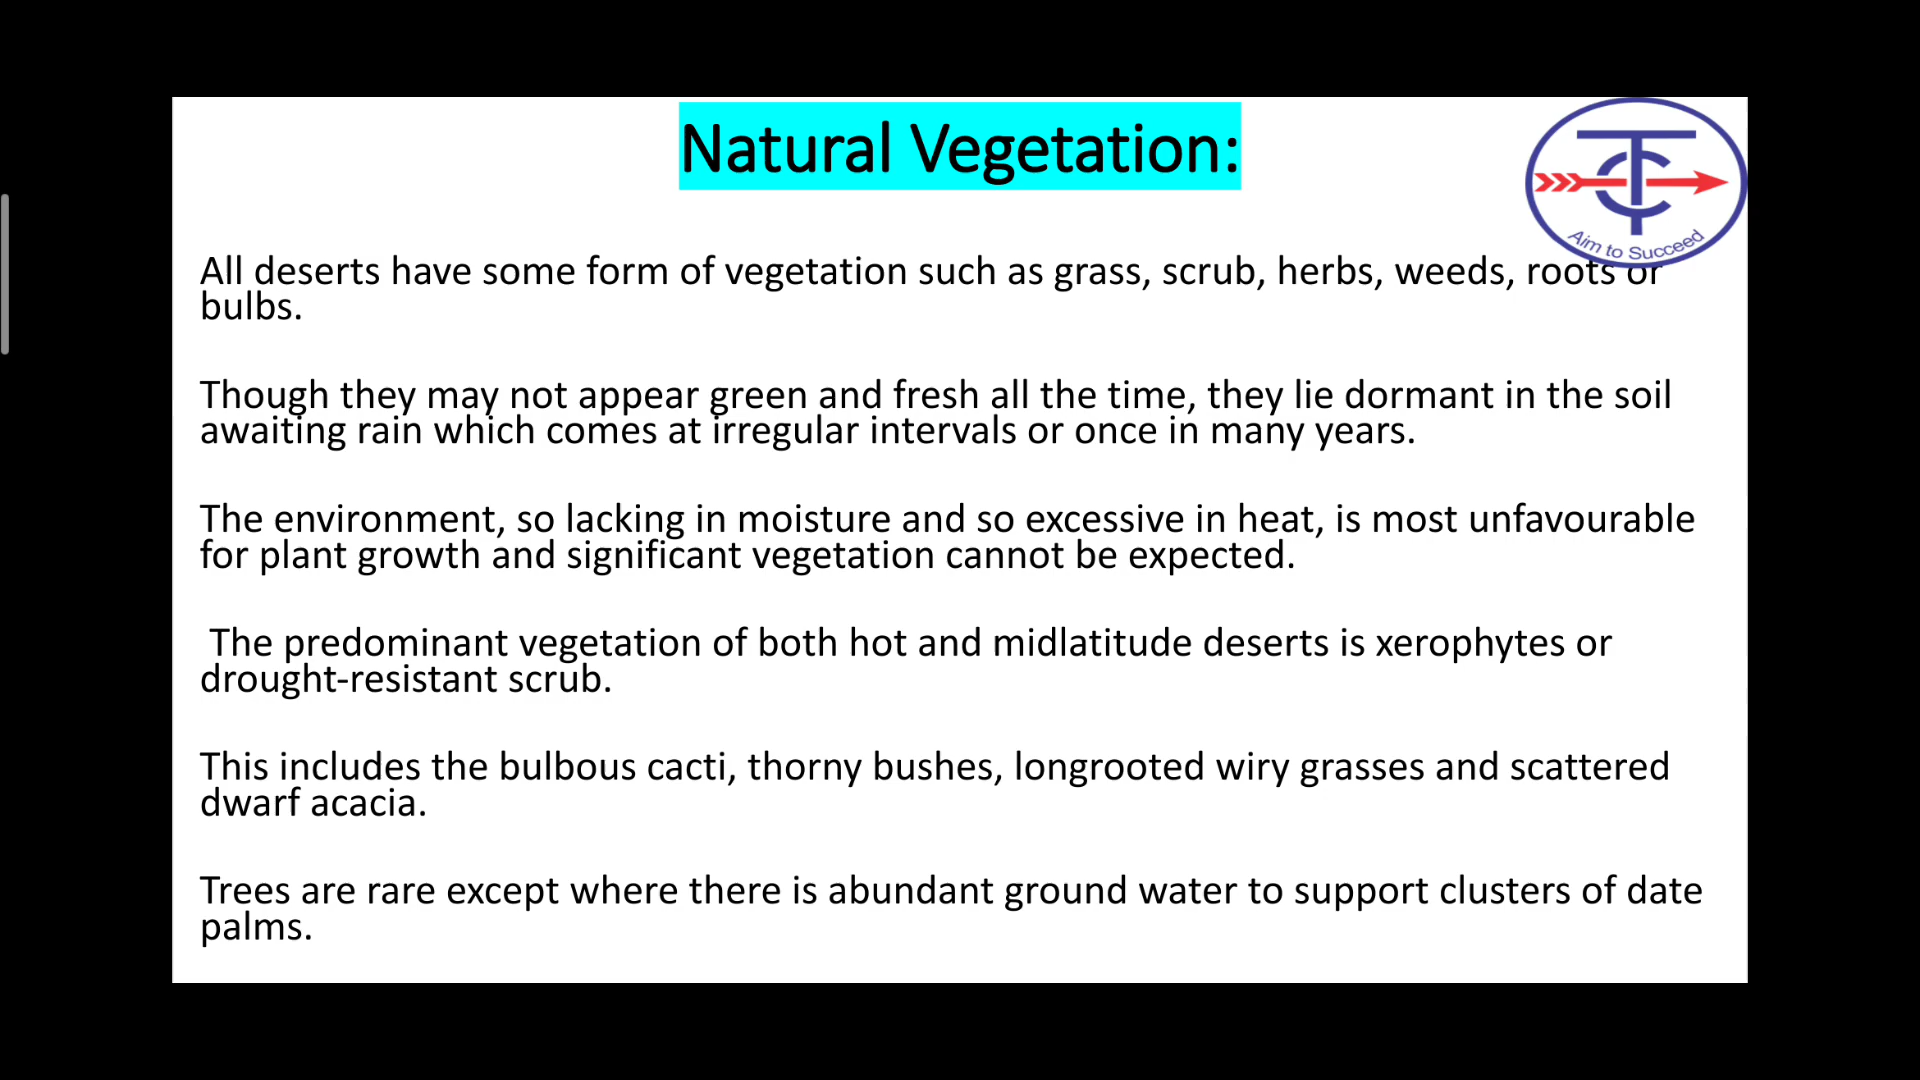 Natural Vegetation:
TC
Aim to Succeed
All deserts have some form of vegetation such as grass, scrub, herbs, weeds, roots or
bulbs.
Though they may not appear green and fresh all the time, they lie dormant in the soil
awaiting rain which comes at irregular intervals or once in many years.
The environment, so lacking in moisture and so excessive in heat, is most unfavourable
for plant growth and significant vegetation cannot be expected.
The predominant vegetation of both hot and midlatitude deserts is xerophytes or
drought-resistant scrub.
This includes the bulbous cacti, thorny bushes, longrooted wiry grasses and scattered
dwarf acacia.
Trees are rare except where there is abundant ground water to support clusters of date
palms.